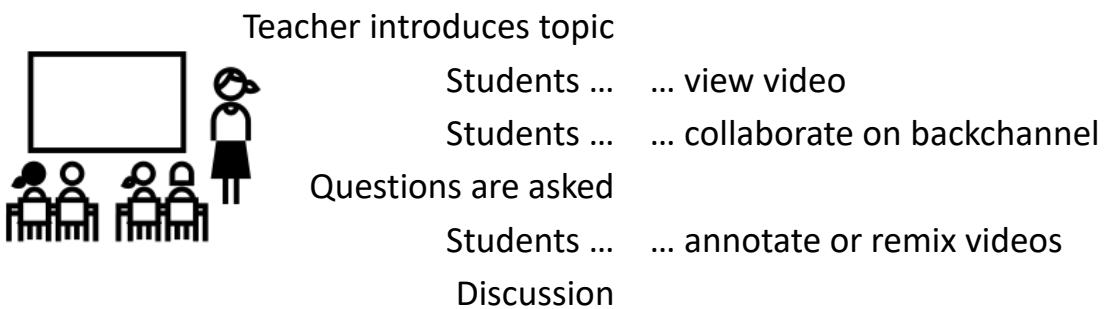 Teacher introduces topic
Students … … view video
Students … … collaborate on backchannel
Questions are asked
Students … … annotate or remix videos
Discussion